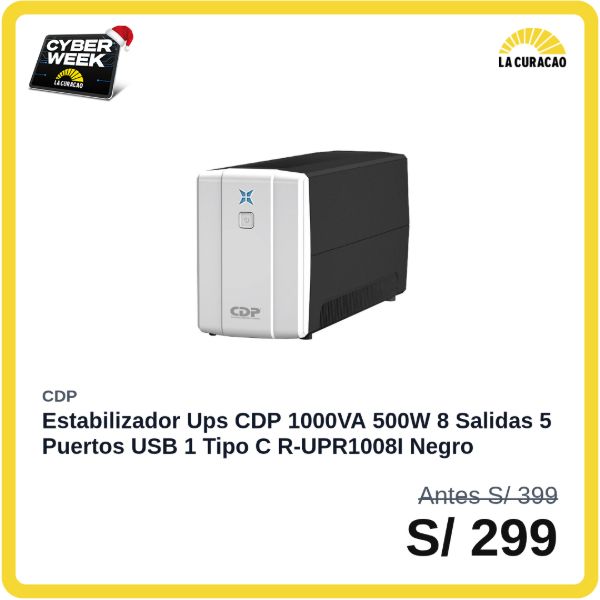 CYBER
WEEK
LA CURACAO
LA CURACAO
CDP
CDP
Estabilizador Ups CDP 1000VA 500W 8 Salidas 5
Puertos USB 1 Tipo C R-UPR1008I Negro
Antes S/ 399
S/ 299